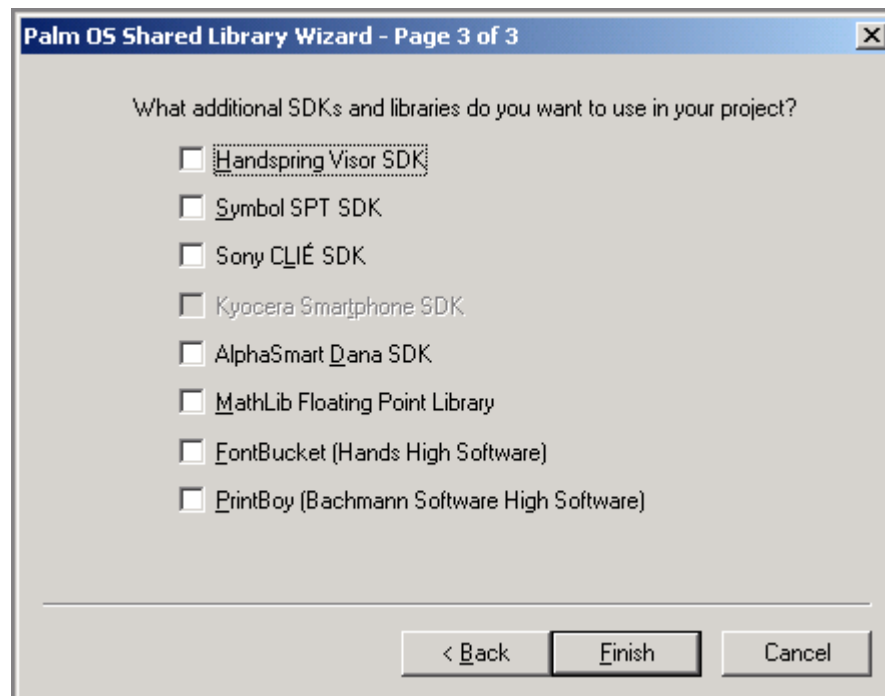 Palm OS Shared Library Wizard - Page 3 of 3
What additional SDKs and libraries do you want to use in your project?
Handspring Visor SDK
Symbol SPT SDK
Sony CLIÉ SDK
Kyocera Smartphone SDK
AlphaSmart Dana SDK
MathLib Floating Point Library
FontBucket (Hands High Software)
PrintBoy (Bachmann Software High Software)
< Back Finish Cancel